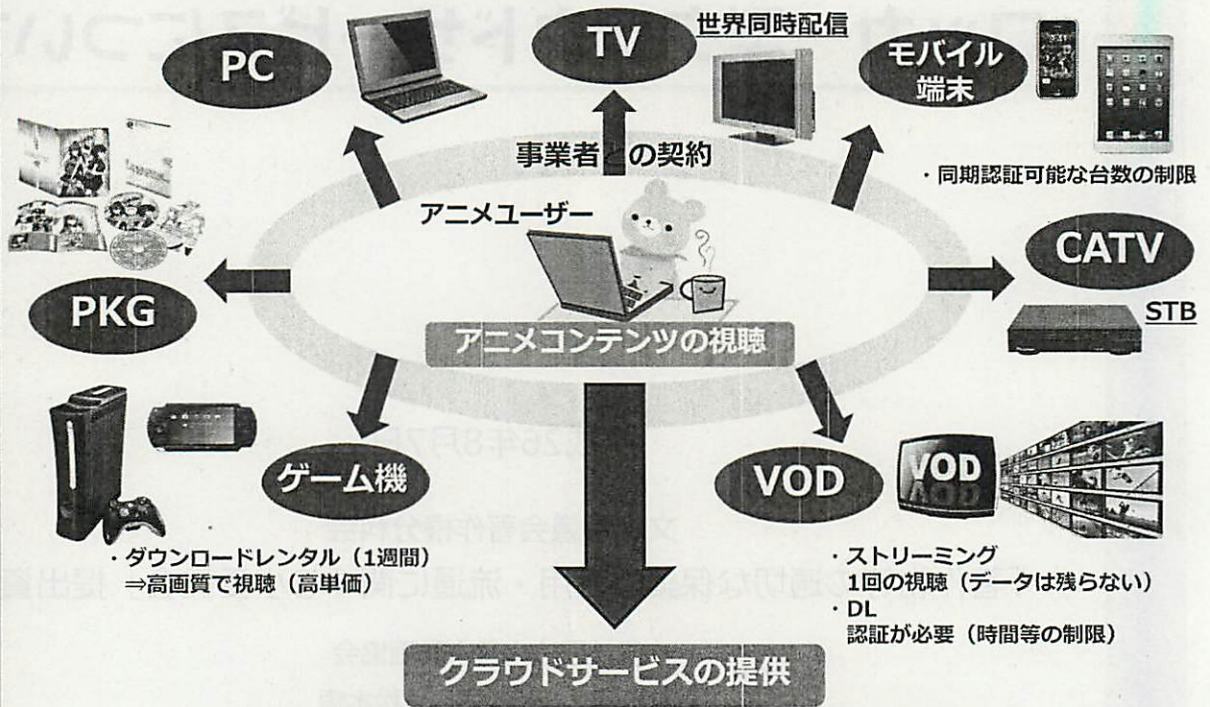 PC
TV
世界同時配信
モバイル
端末
・同期認証可能な台数の制限
事業者との契約
アニメユーザー
CATV
STB
PKG
アニメコンテンツの視聴
ゲーム機
VOD
VOD
・ダウンロードレンタル（1週間）
⇒高画質で視聴（高単価）
・ストリーミング
1回の視聴（データは残らない）
・DL
認証が必要（時間等の制限）
クラウドサービスの提供